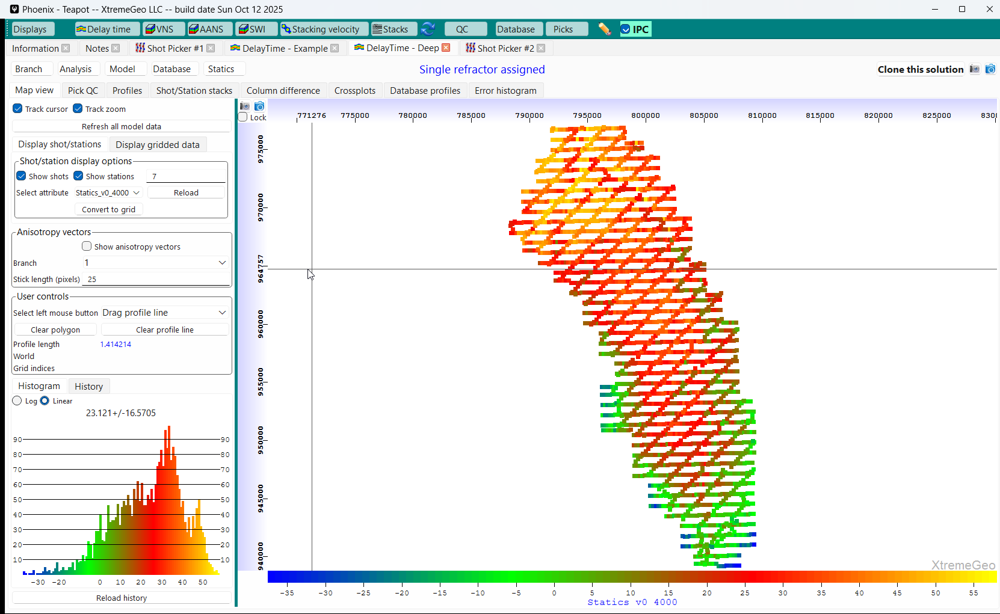 Phoenix - Teapot -- XtremeGeo LLC -- build date Sun Oct 12 2025
Displays Delay time VNS AANS SWI Stacking velocity Stacks QC Database Picks IPC
Information Notes Shot Picker #1 DelayTime - Example DelayTime - Deep Shot Picker #2
Branch Analysis Model Database Statics Single refractor assigned Clone this solution
Map view Pick QC Profiles Shot/Station stacks Column difference Crossplots Database profiles Error histogram
Track cursor Track zoom
Lock
771276 775000 780000 785000 790000 795000 800000 805000 810000 815000 820000 825000 8300
Refresh all model data
Display shot/stations Display gridded data
Shot/station display options
Show shots Show stations 7
Select attribute Statics_v0_4000 Reload
Convert to grid
Anisotropy vectors
Show anisotropy vectors
Branch 1
Stick length (pixels) 25
User controls
Select left mouse button Drag profile line
Clear polygon Clear profile line
Profile length 1.414214
World
Grid indices
Histogram History
Log Linear
23.121+/-16.5705
90 90
80 80
70 70
60 60
50 50
40 40
30 30
20 20
10 10
-30 -20 0 10 20 30 40 50
Reload history
975000
970000
964757
960000
955000
950000
945000
940000
XtremeGeo
-35 -30 -25 -20 -15 -10 -5 0 5 10 15 20 25 30 35 40 45 50 55
Statics v0 4000